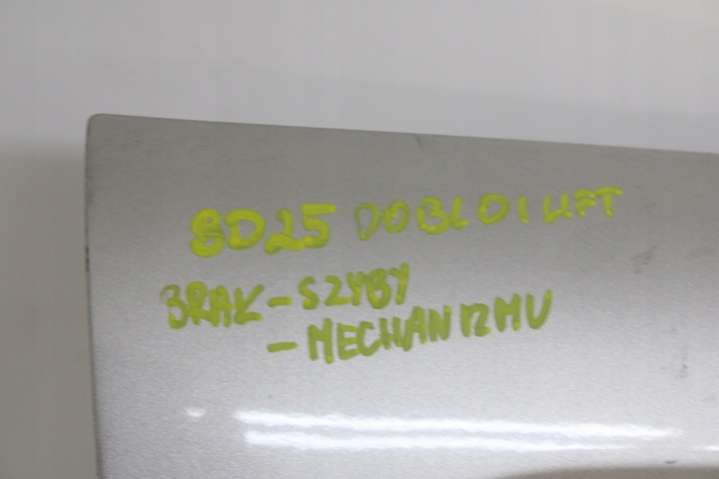 8D25 DOBLO I LIFT
BRAK - SZYBY
- MECHANIZMU